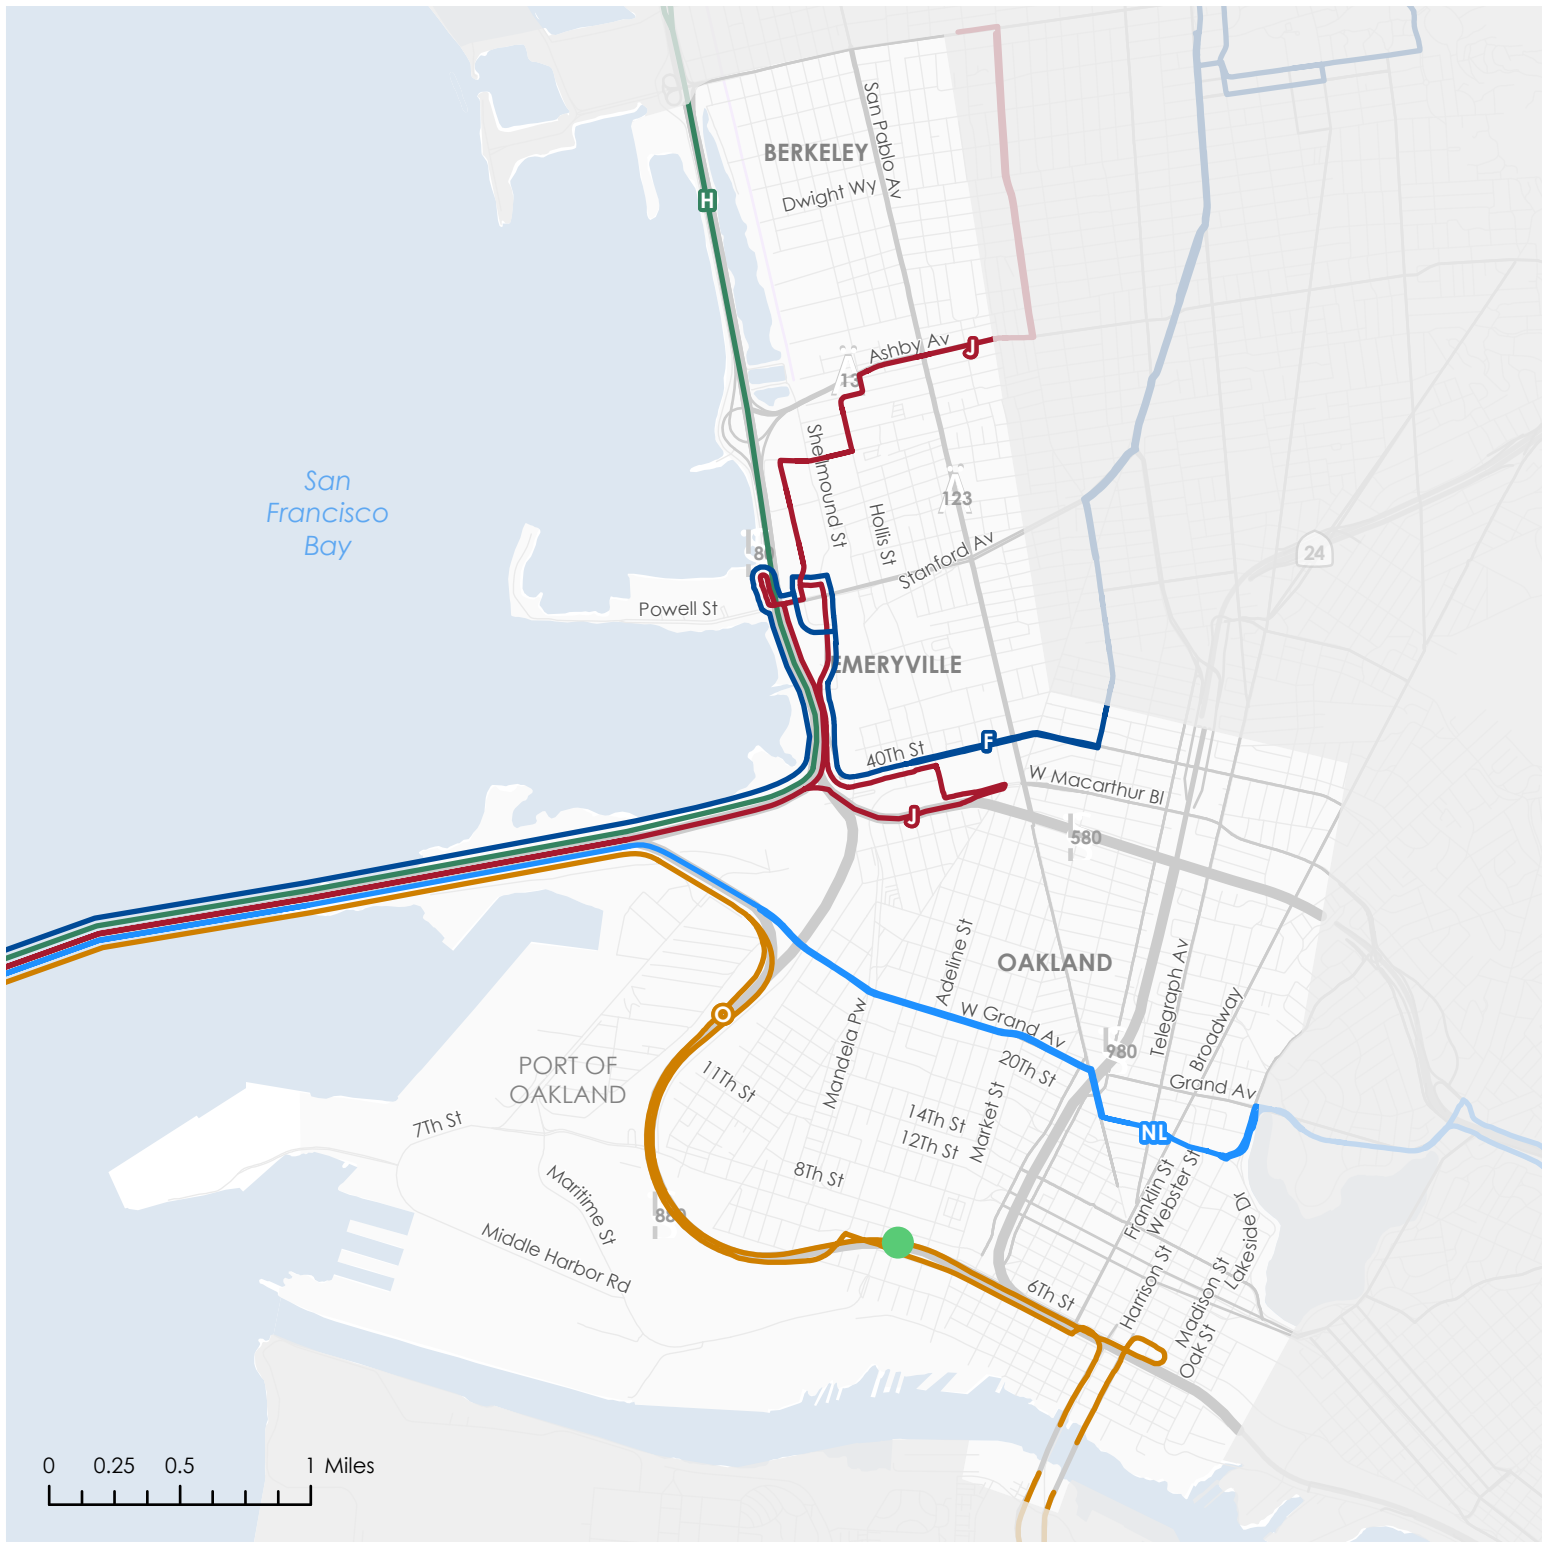 BERKELEY
San Pablo Av
Dwight Wy
H
Ashby Av
J
13
Shellmound St
San
Francisco
Bay
Hollis St
123
Stanford Av
80
24
Powell St
EMERYVILLE
40Th St
F
W Macarthur Bl
J
580
Adeline St
OAKLAND
Telegraph Av
Broadway
W Grand Av
Mandela Pw
O
980
20Th St
Grand Av
PORT OF
OAKLAND
11Th St
7Th St
14Th St
12Th St
Market St
NL
8Th St
Maritime St
880
Middle Harbor Rd
Franklin St
Webster St
Lakeside Dr
Harrison St
Madison St
Oak St
6Th St
0 0.25 0.5 1 Miles